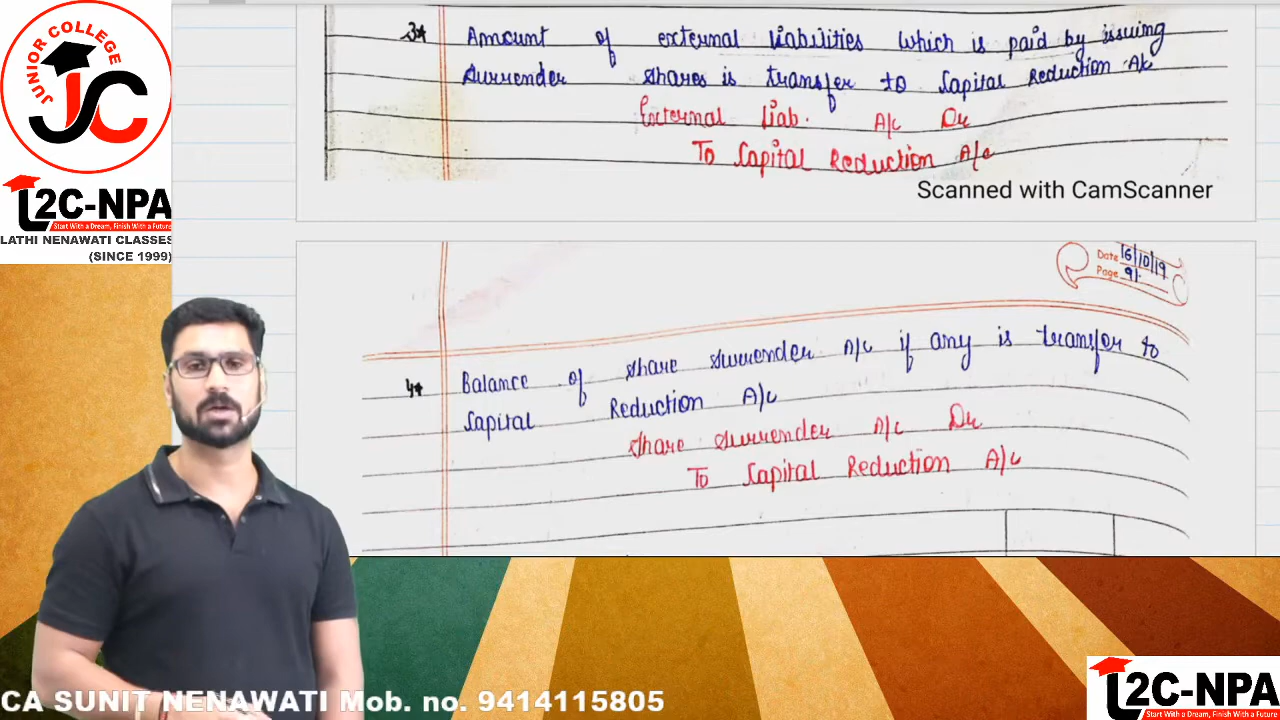 JUNIOR COLLEGE
JC
L2C-NPA
Start With a Dream, Finish With a Future
LATHI NENAWATI CLASSES
(SINCE 1999)
3* Amount of external liabilities which is paid by issuing
surrender shares is transfer to Capital Reduction A/c
External Liab. A/c Dr
To Capital Reduction A/c
Scanned with CamScanner
Date 16/10/19
Page 91.
4* Balance of share surrender A/c if any is transfer to
Capital Reduction A/c
Share surrender A/c Dr
To Capital Reduction A/c
CA SUNIT NENAWATI Mob. no. 9414115805
L2C-NPA
Start With a Dream, Finish With a Future